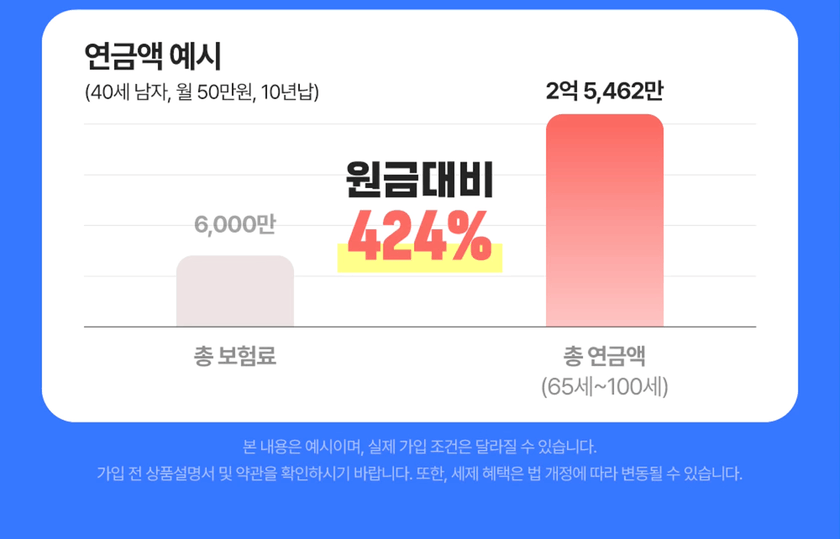 연금액 예시
(40세 남자, 월 50만원, 10년납)
2억 5,462만
원금대비
424%
6,000만
총 보험료
총 연금액
(65세~100세)
본 내용은 예시이며, 실제 가입 조건은 달라질 수 있습니다.
가입 전 상품설명서 및 약관을 확인하시기 바랍니다. 또한, 세제 혜택은 법 개정에 따라 변동될 수 있습니다.